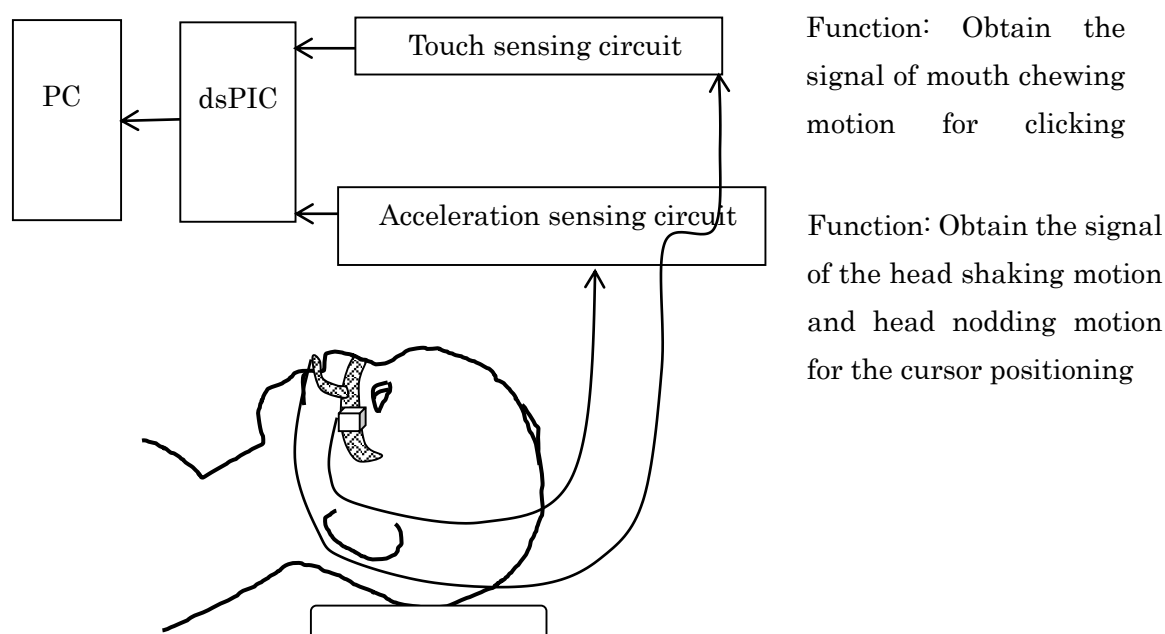 Touch sensing circuit
PC
dsPIC
Acceleration sensing circuit
Function: Obtain the
signal of mouth chewing
motion for clicking
Function: Obtain the signal
of the head shaking motion
and head nodding motion
for the cursor positioning